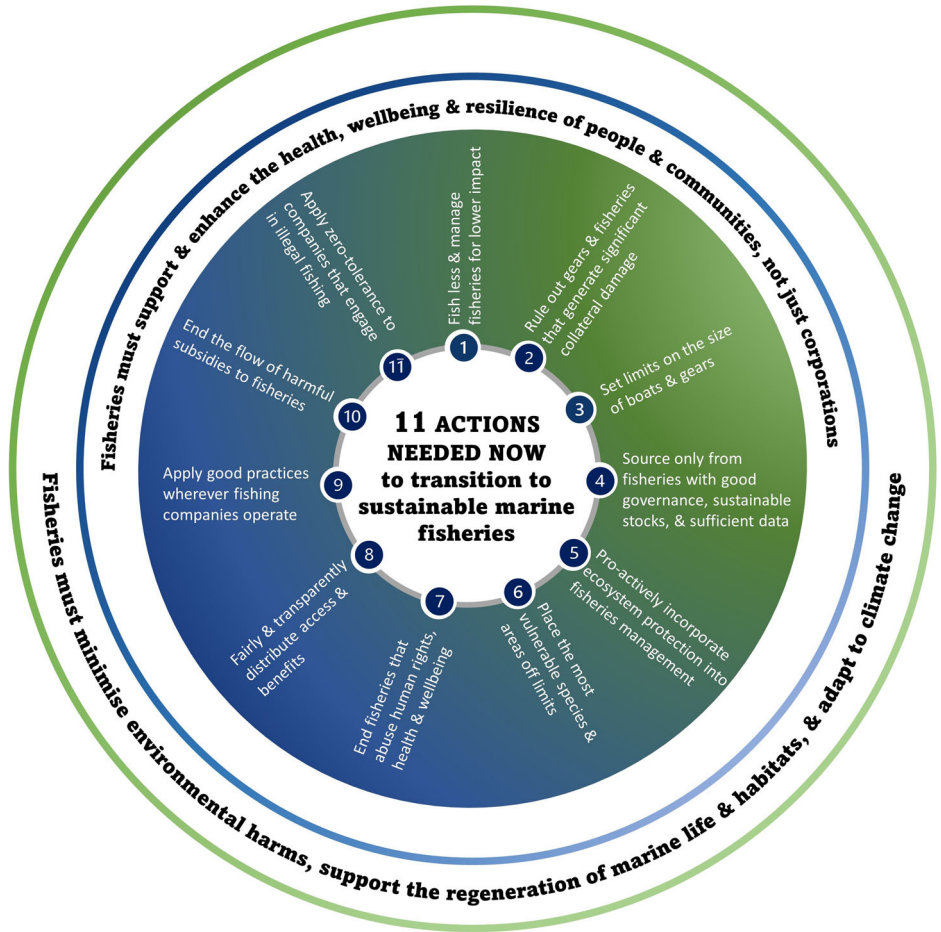 Fisheries must support & enhance the health, wellbeing & resilience of people & communities, not just corporations
Fisheries must minimise environmental harms, support the regeneration of marine life & habitats, & adapt to climate change
11 ACTIONS
NEEDED NOW
to transition to
sustainable marine
fisheries
1
Fish less & manage
fisheries for lower impact
2
Rule out gears & fisheries
that generate significant
collateral damage
3
Set limits on the size
of boats & gears
4
Source only from
fisheries with good
governance, sustainable
stocks, & sufficient data
5
Pro-actively incorporate
ecosystem protection into
fisheries management
6
Place the most
vulnerable species &
areas off limits
7
End fisheries that
abuse human rights,
health & wellbeing
8
Fairly & transparently
distribute access &
benefits
9
Apply good practices
wherever fishing
companies operate
10
End the flow of harmful
subsidies to fisheries
11
Apply zero-tolerance to
companies that engage
in illegal fishing